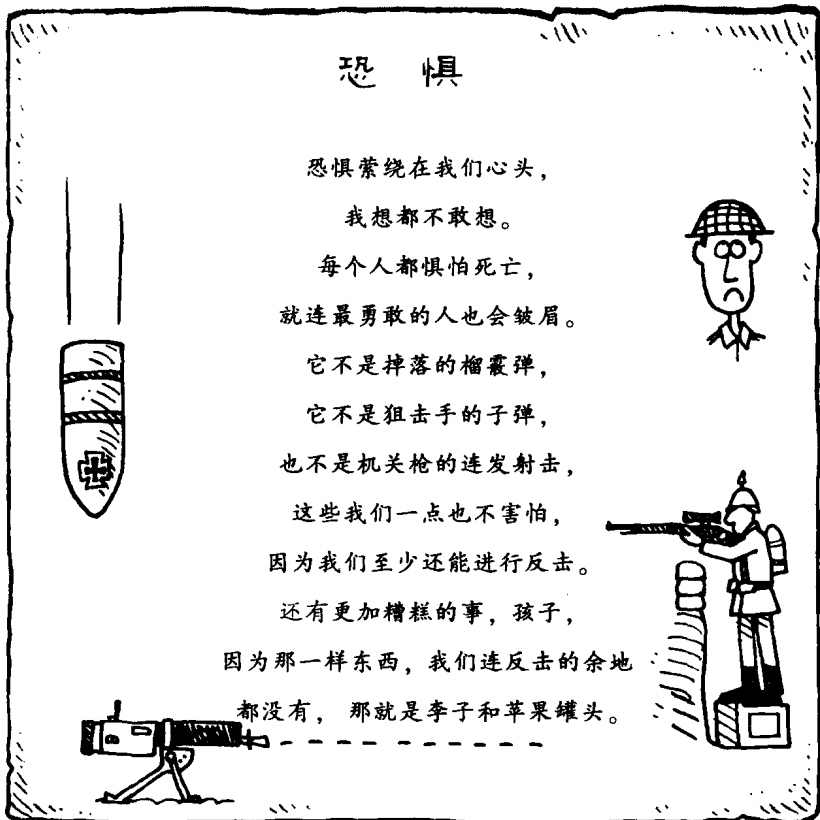 恐 惧
恐惧萦绕在我们心头，
我想都不敢想。
每个人都惧怕死亡，
就连最勇敢的人也会皱眉。
它不是掉落的榴霰弹，
它不是狙击手的子弹，
也不是机关枪的连发射击，
这些我们一点也不害怕，
因为我们至少还能进行反击。
还有更加糟糕的事，孩子，
因为那一样东西，我们连反击的余地
都没有， 那就是李子和苹果罐头。